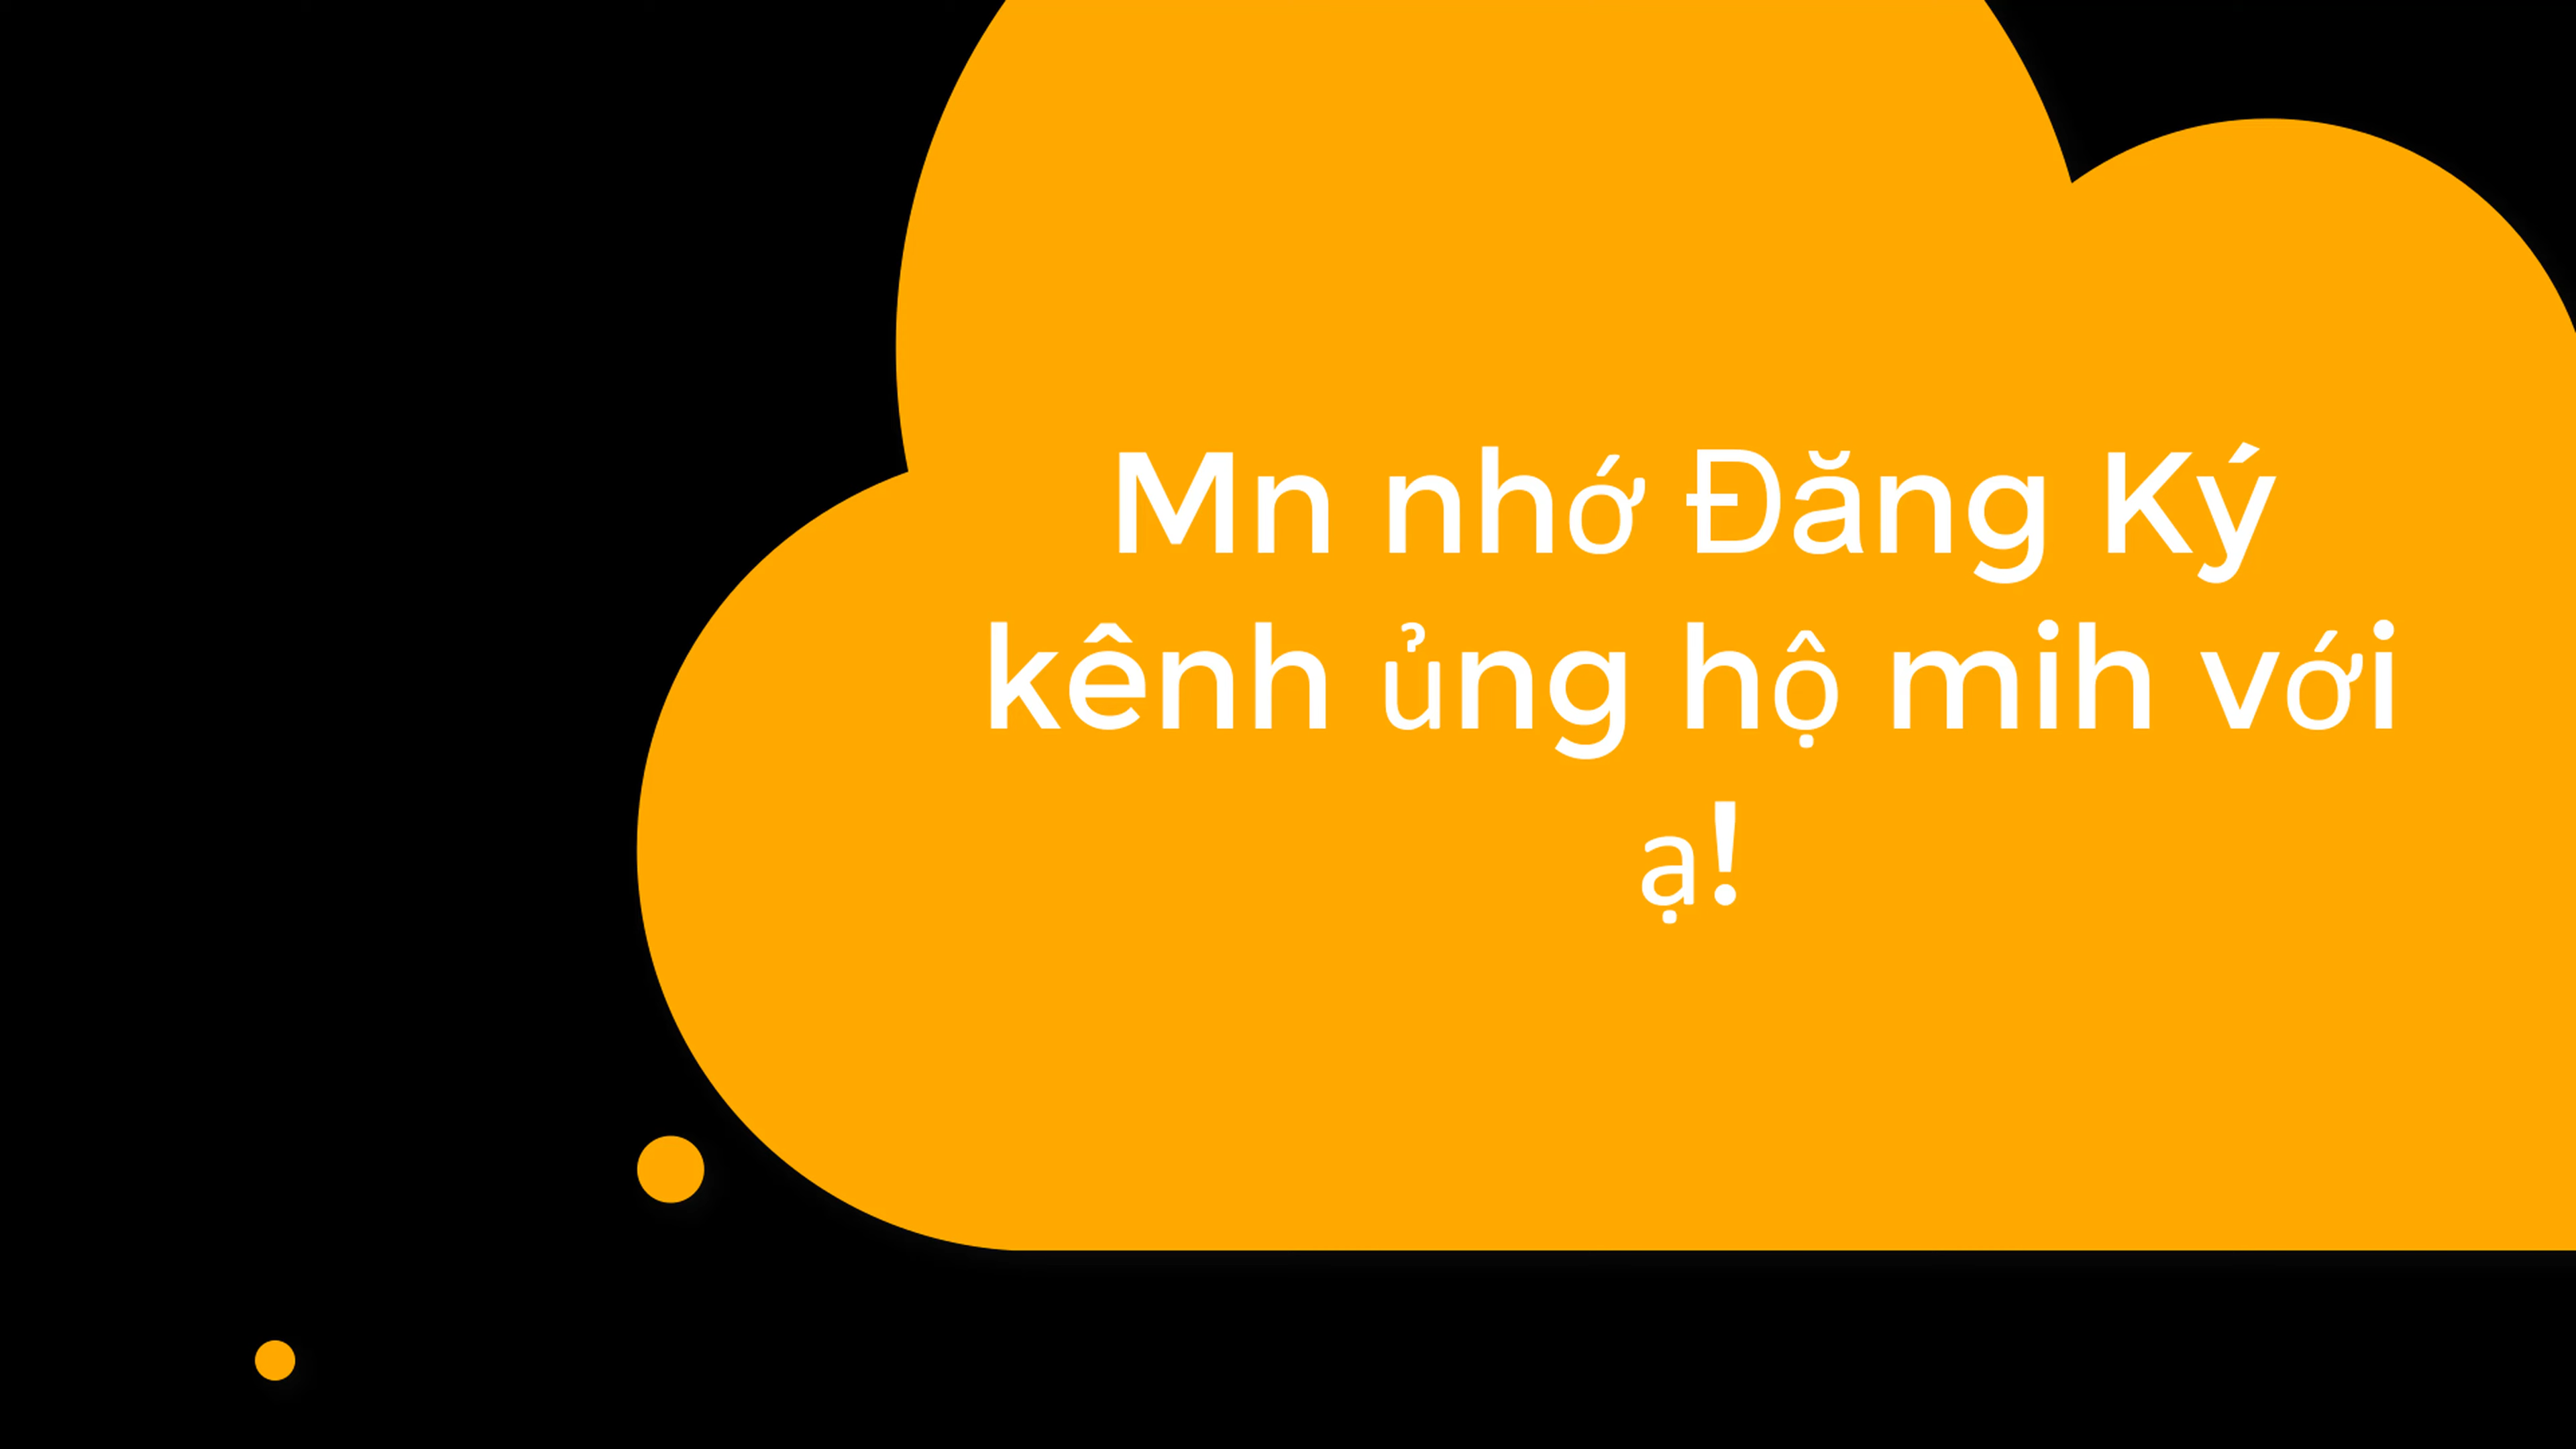 Mn nhớ Đăng Ký
kênh ủng hộ mih với
ạ!